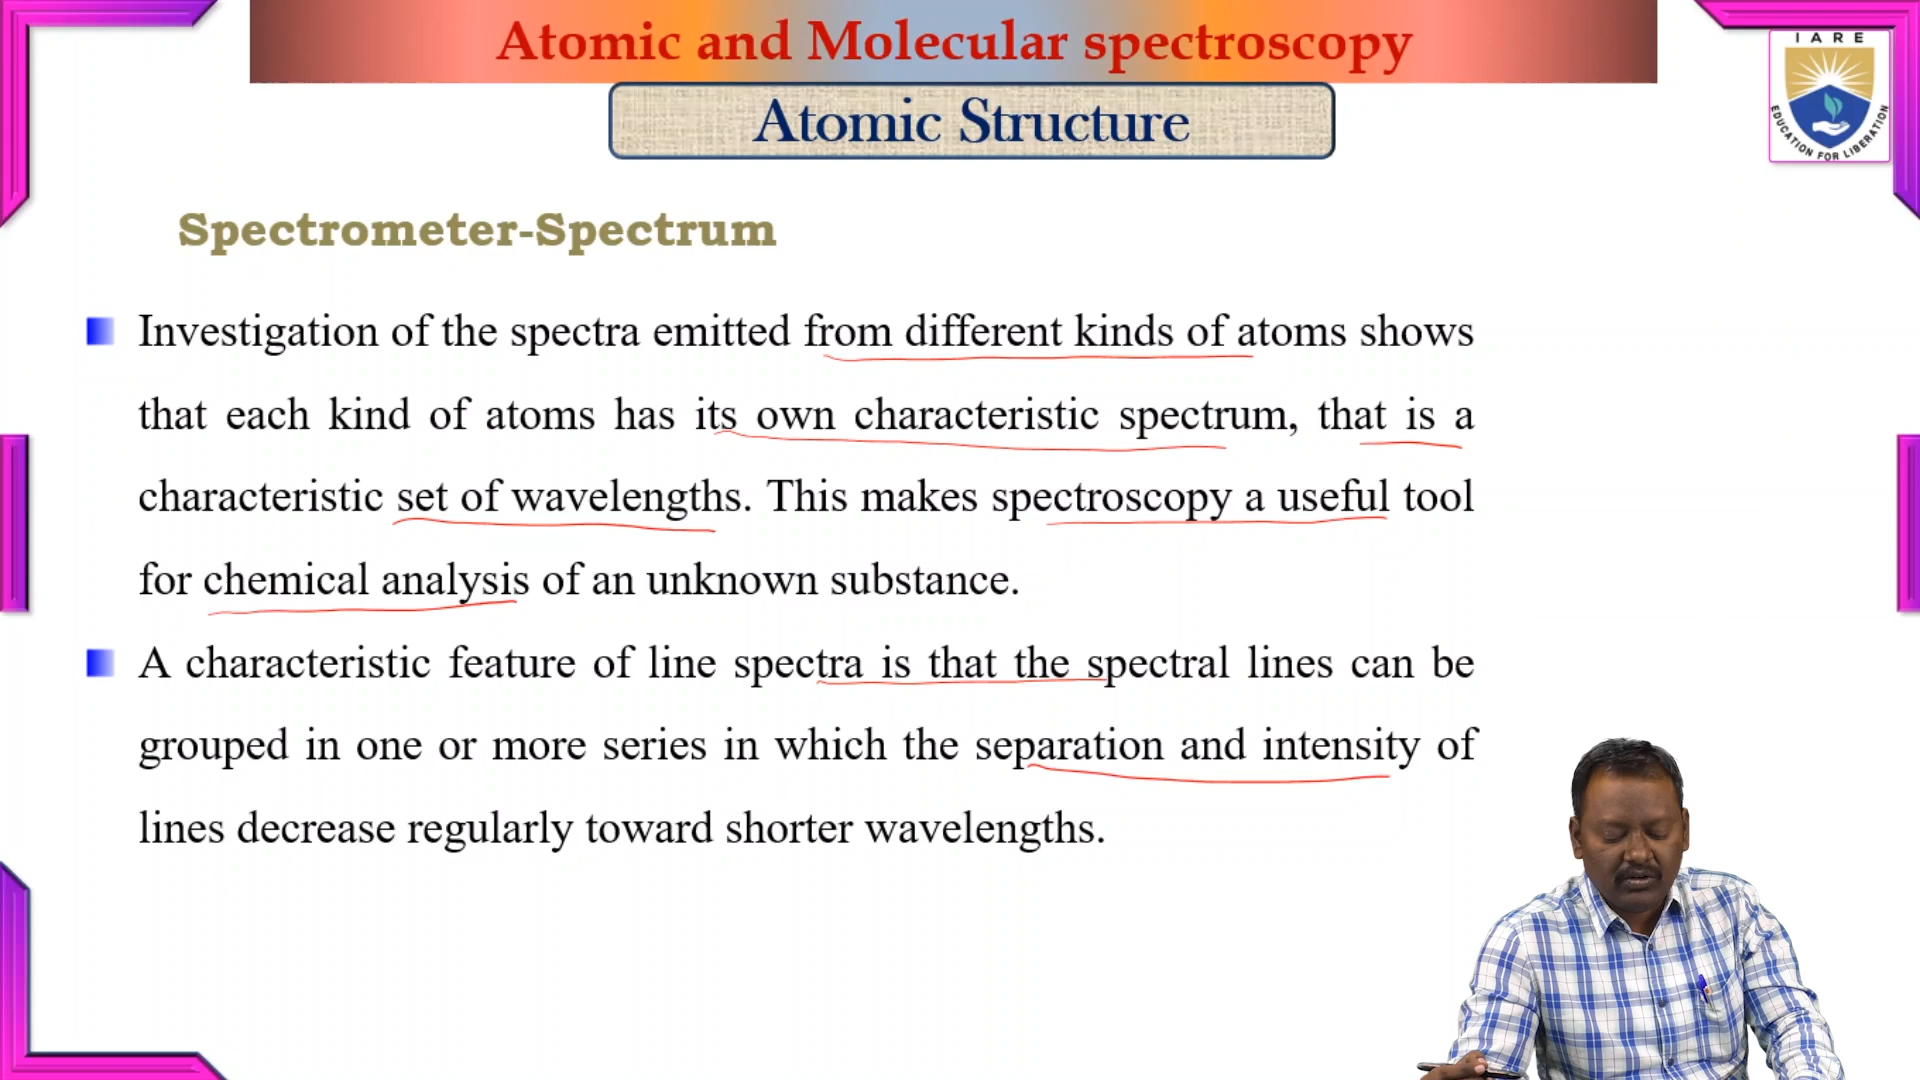 Atomic and Molecular spectroscopy
IARE
EDUCATION FOR LIBERATION
Atomic Structure
Spectrometer-Spectrum
Investigation of the spectra emitted from different kinds of atoms shows
that each kind of atoms has its own characteristic spectrum, that is a
characteristic set of wavelengths. This makes spectroscopy a useful tool
for chemical analysis of an unknown substance.
A characteristic feature of line spectra is that the spectral lines can be
grouped in one or more series in which the separation and intensity of
lines decrease regularly toward shorter wavelengths.